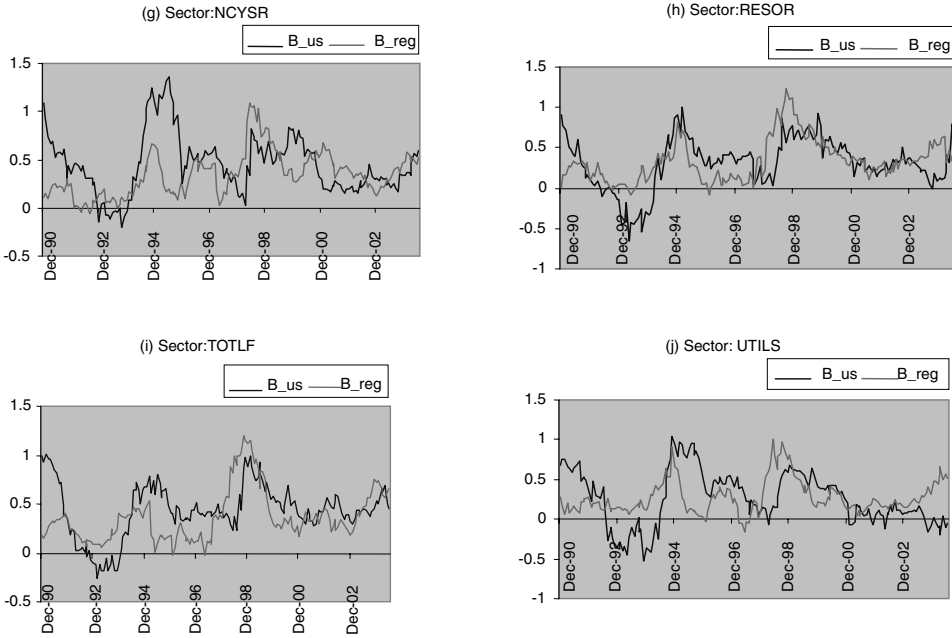 (g) Sector:NCYSR
B_us B_reg
1.5
1
0.5
0
-0.5
Dec-90
Dec-92
Dec-94
Dec-96
Dec-98
Dec-00
Dec-02
(h) Sector:RESOR
B_us B_reg
1.5
1
0.5
0
-0.5
-1
Dec-90
Dec-92
Dec-94
Dec-96
Dec-98
Dec-00
Dec-02
(i) Sector:TOTLF
B_us B_reg
1.5
1
0.5
0
-0.5
Dec-90
Dec-92
Dec-94
Dec-96
Dec-98
Dec-00
Dec-02
(j) Sector: UTILS
B_us B_reg
1.5
1
0.5
0
-0.5
-1
Dec-90
Dec-92
Dec-94
Dec-96
Dec-98
Dec-00
Dec-02